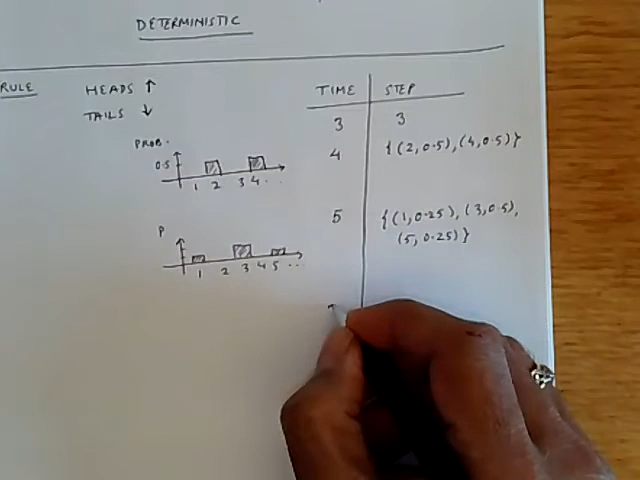 DETERMINISTIC
RULE HEADS ↑
TAILS ↓
TIME STEP
3 3
4 {(2, 0.5), (4, 0.5)}
5 {(1, 0.25), (3, 0.5),
(5, 0.25)}
PROB.
0.5
1 2 3 4 ...
P
1 2 3 4 5 ...